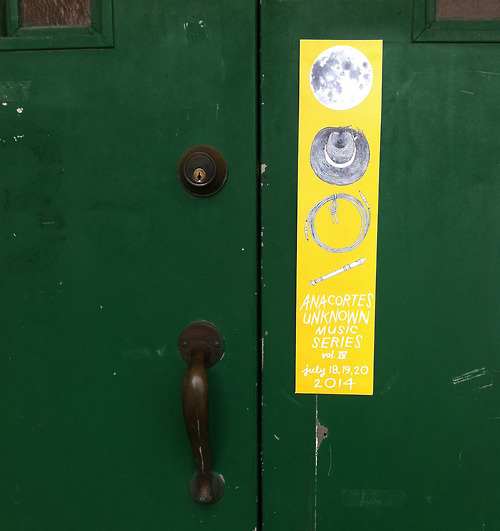 ANACORTES
UNKNOWN
MUSIC
SERIES
vol. IV
july 18, 19, 20
2014